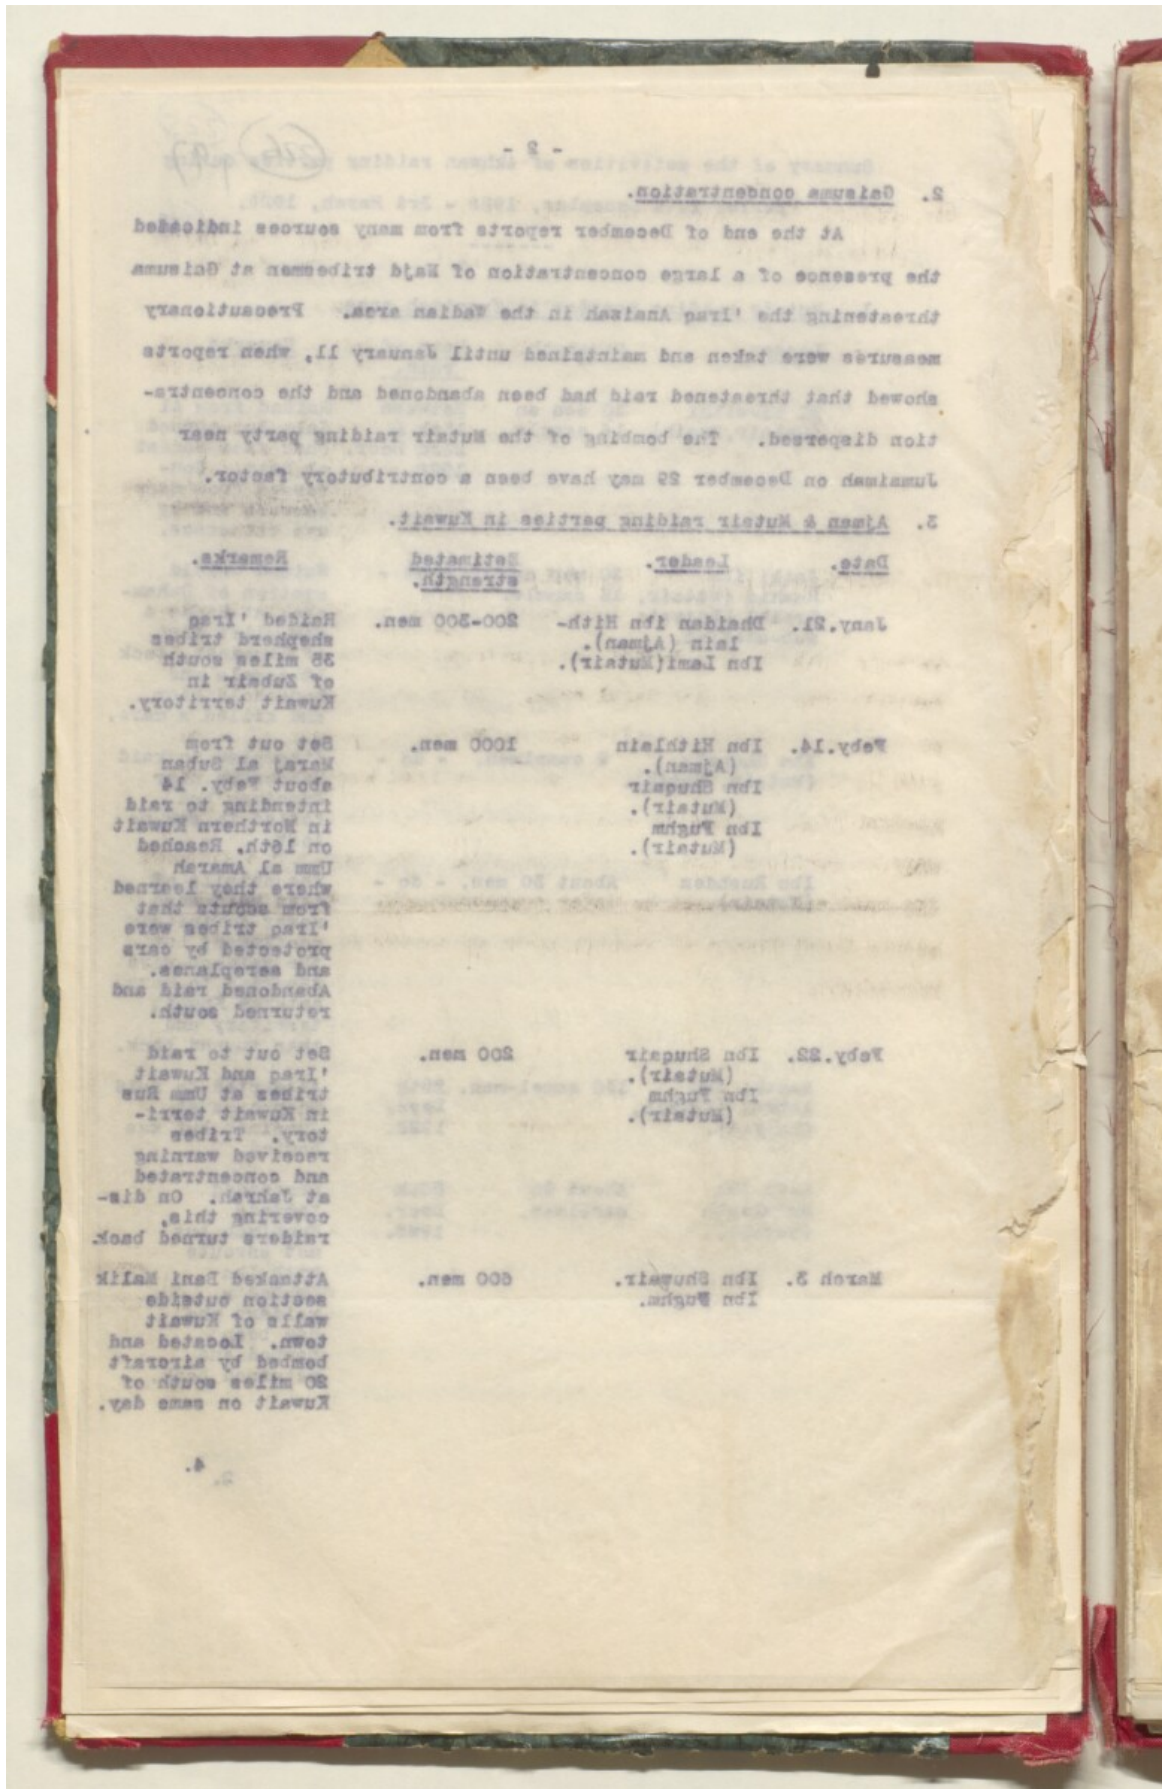 - 2 -
2. Gaisuma concentration.
At the end of December reports from many sources indicated
the presence of a large concentration of Najd tribesmen at Gaisuma
threatening the 'Iraq Anaizah in the Wadian area. Precautionary
measures were taken and maintained until January 11, when reports
showed that threatened raid had been abandoned and the concentra-
tion dispersed. The bombing of the Mutair raiding party near
Jumaimah on December 29 may have been a contributory factor.
3. Ajman & Mutair raiding parties in Kuwait.
Date. Leader. Estimated Remarks.
strength.
Jany.21. Dhaidan ibn Hith- 200-300 men. Raided 'Iraq
lain (Ajman). shepherd tribes
Ibn Lami(Mutair). 35 miles south
of Zubair in
Kuwait territory.
Feby.14. Ibn Hithlain 1000 men. Set out from
(Ajman). Maraj al Suban
Ibn Shuqair about Feby. 14
(Mutair). intending to raid
Ibn Fughm in Northern Kuwait
(Mutair). on 16th. Reached
Umm al Amarah
where they learned
from scouts that
'Iraq tribes were
protected by cars
and aeroplanes.
Abandoned raid and
returned south.
Feby.22. Ibn Shuqair 200 men. Set out to raid
(Mutair). 'Iraq and Kuwait
Ibn Fughm tribes at Umm Rus
(Mutair). in Kuwait terri-
tory. Tribes
received warning
and concentrated
at Jahrah. On dis-
covering this,
raiders turned back.
March 3. Ibn Shuwair. 600 men. Attacked Bani Malik
Ibn Fughm. section outside
walls of Kuwait
town. Located and
bombed by aircraft
20 miles south of
Kuwait on same day.
4.